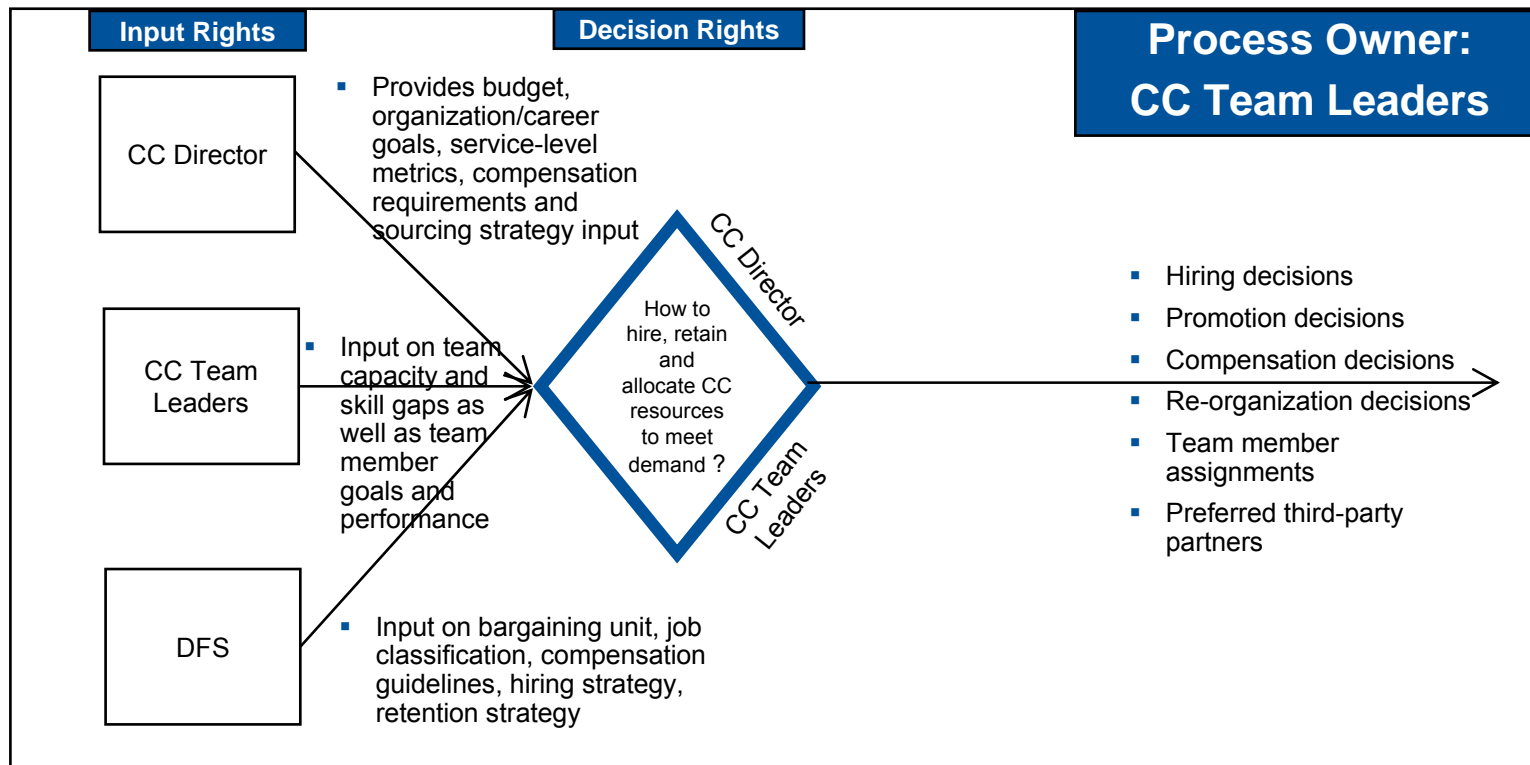 Input Rights
Decision Rights
Process Owner:
CC Team Leaders
CC Director
▪ Provides budget,
organization/career
goals, service-level
metrics, compensation
requirements and
sourcing strategy input
CC Team
Leaders
▪ Input on team
capacity and
skill gaps as
well as team
member
goals and
performance
DFS
▪ Input on bargaining unit, job
classification, compensation
guidelines, hiring strategy,
retention strategy
CC Director
How to
hire, retain
and
allocate CC
resources
to meet
demand ?
CC Team
Leaders
▪ Hiring decisions
▪ Promotion decisions
▪ Compensation decisions
▪ Re-organization decisions
▪ Team member
assignments
▪ Preferred third-party
partners